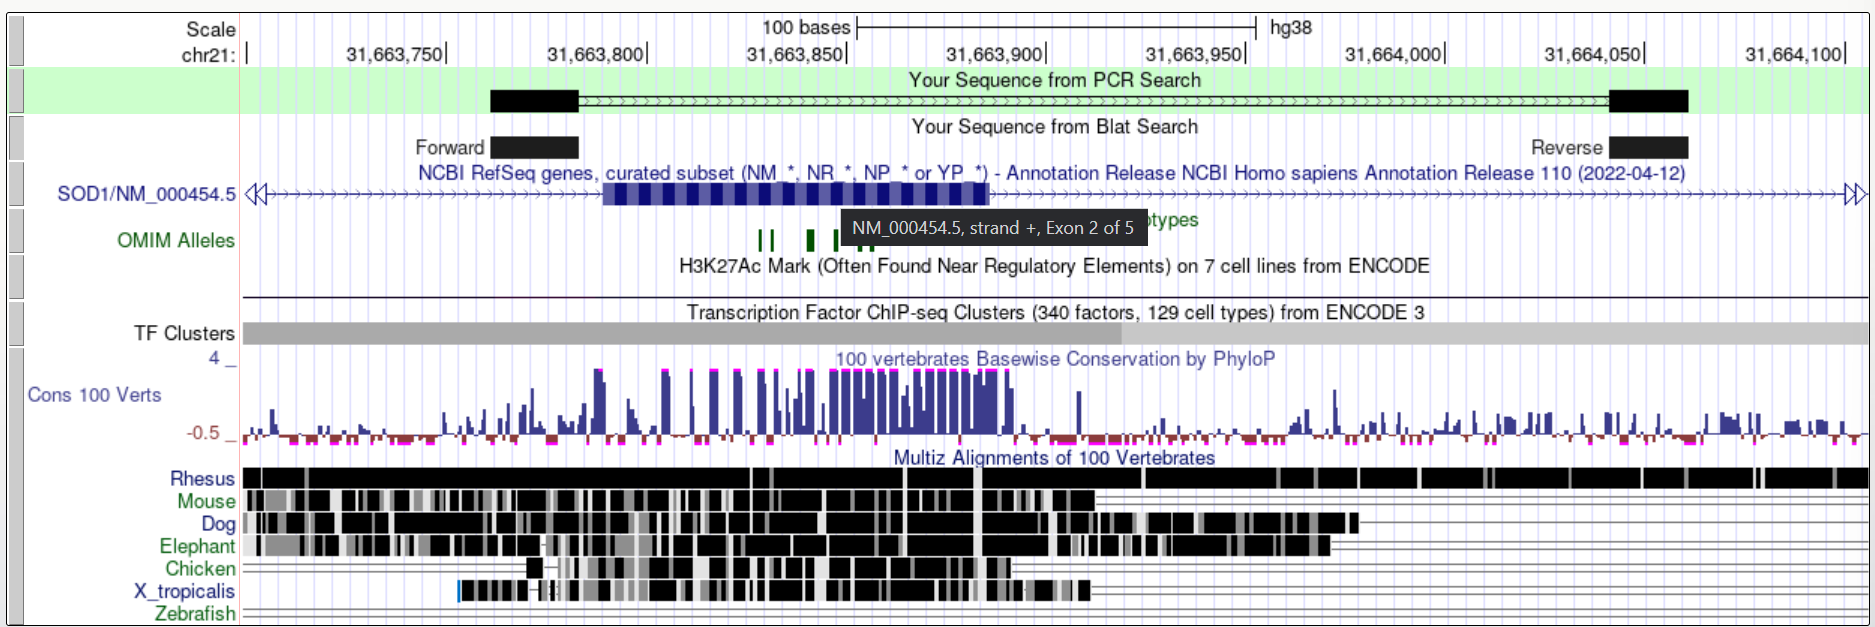 Scale 100 bases hg38
chr21: 31,663,750 31,663,800 31,663,850 31,663,900 31,663,950 31,664,000 31,664,050 31,664,100
Your Sequence from PCR Search
Your Sequence from Blat Search
Forward Reverse
NCBI RefSeq genes, curated subset (NM_*, NR_*, NP_* or YP_*) - Annotation Release NCBI Homo sapiens Annotation Release 110 (2022-04-12)
SOD1/NM_000454.5
otypes
NM_000454.5, strand +, Exon 2 of 5
OMIM Alleles
H3K27Ac Mark (Often Found Near Regulatory Elements) on 7 cell lines from ENCODE
Transcription Factor ChIP-seq Clusters (340 factors, 129 cell types) from ENCODE 3
TF Clusters
4 _ 100 vertebrates Basewise Conservation by PhyloP
Cons 100 Verts
-0.5 _
Multiz Alignments of 100 Vertebrates
Rhesus
Mouse
Dog
Elephant
Chicken
X_tropicalis
Zebrafish